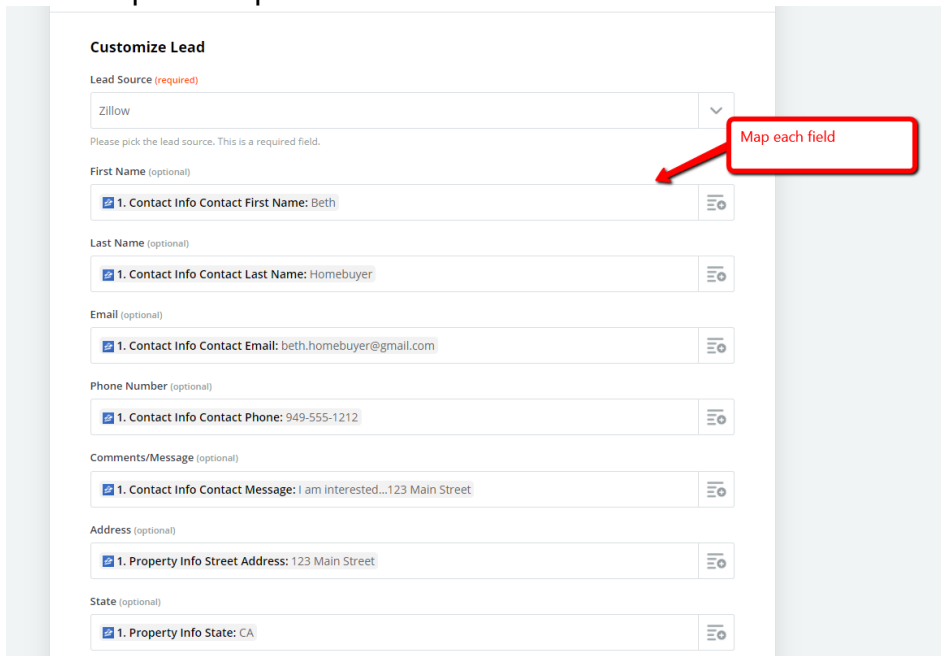 Customize Lead
Lead Source (required)
Zillow
Please pick the lead source. This is a required field.
Map each field
First Name (optional)
1. Contact Info Contact First Name: Beth
Last Name (optional)
1. Contact Info Contact Last Name: Homebuyer
Email (optional)
1. Contact Info Contact Email: beth.homebuyer@gmail.com
Phone Number (optional)
1. Contact Info Contact Phone: 949-555-1212
Comments/Message (optional)
1. Contact Info Contact Message: I am interested...123 Main Street
Address (optional)
1. Property Info Street Address: 123 Main Street
State (optional)
1. Property Info State: CA